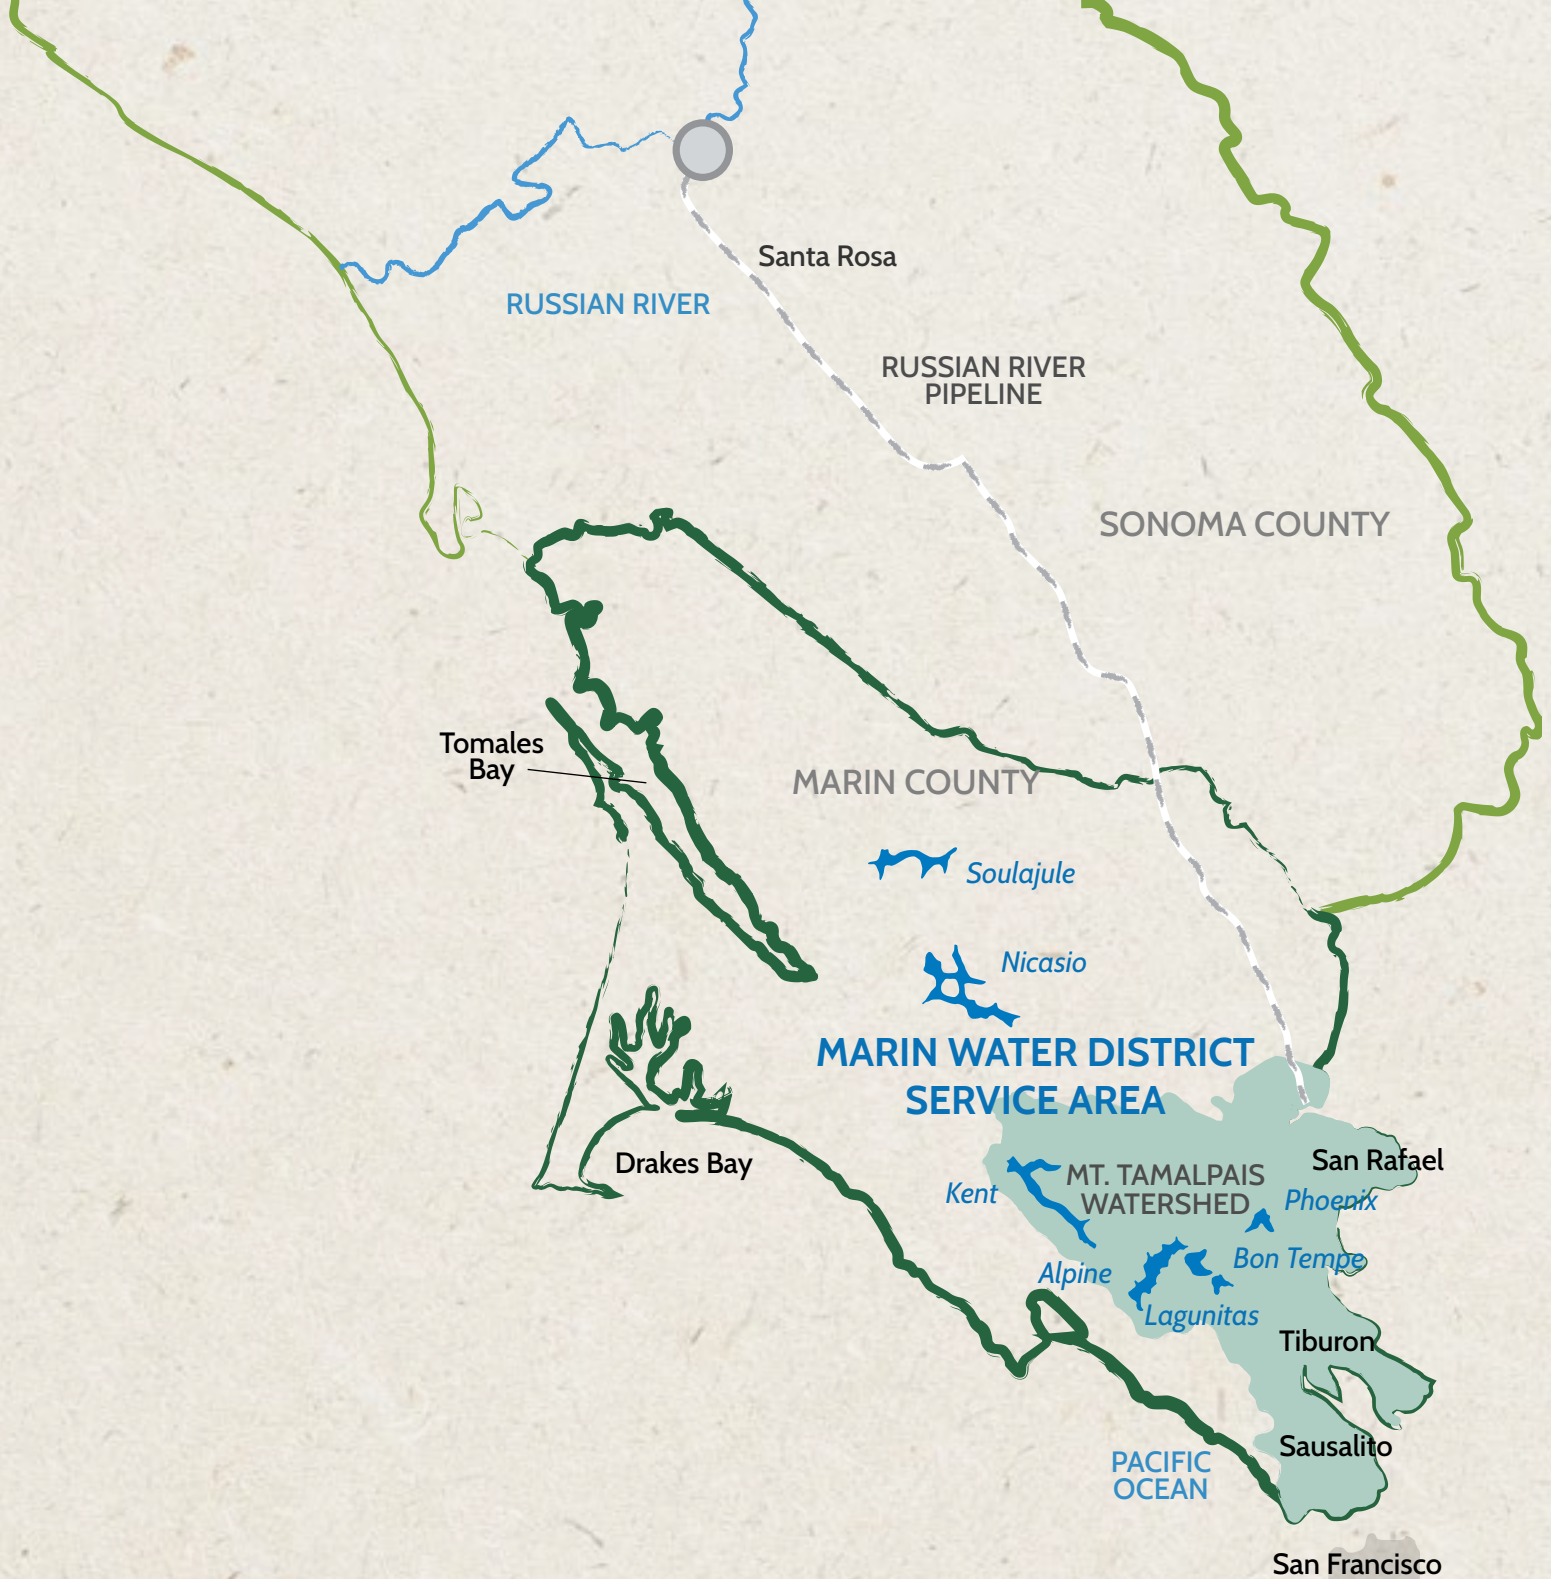 Santa Rosa
RUSSIAN RIVER
RUSSIAN RIVER
PIPELINE
SONOMA COUNTY
Tomales
Bay
MARIN COUNTY
Soulajule
Nicasio
MARIN WATER DISTRICT
SERVICE AREA
Drakes Bay
San Rafael
MT. TAMALPAIS
WATERSHED
Kent
Phoenix
Bon Tempe
Alpine
Lagunitas
Tiburon
Sausalito
PACIFIC
OCEAN
San Francisco